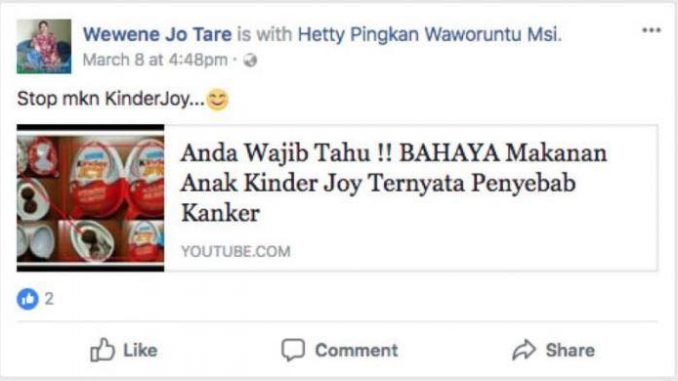 Wewene Jo Tare is with Hetty Pingkan Waworuntu Msi.
March 8 at 4:48pm ·
Stop mkn KinderJoy...😊
Anda Wajib Tahu !! BAHAYA Makanan
Anak Kinder Joy Ternyata Penyebab
Kanker
YOUTUBE.COM
2
Like
Comment
Share